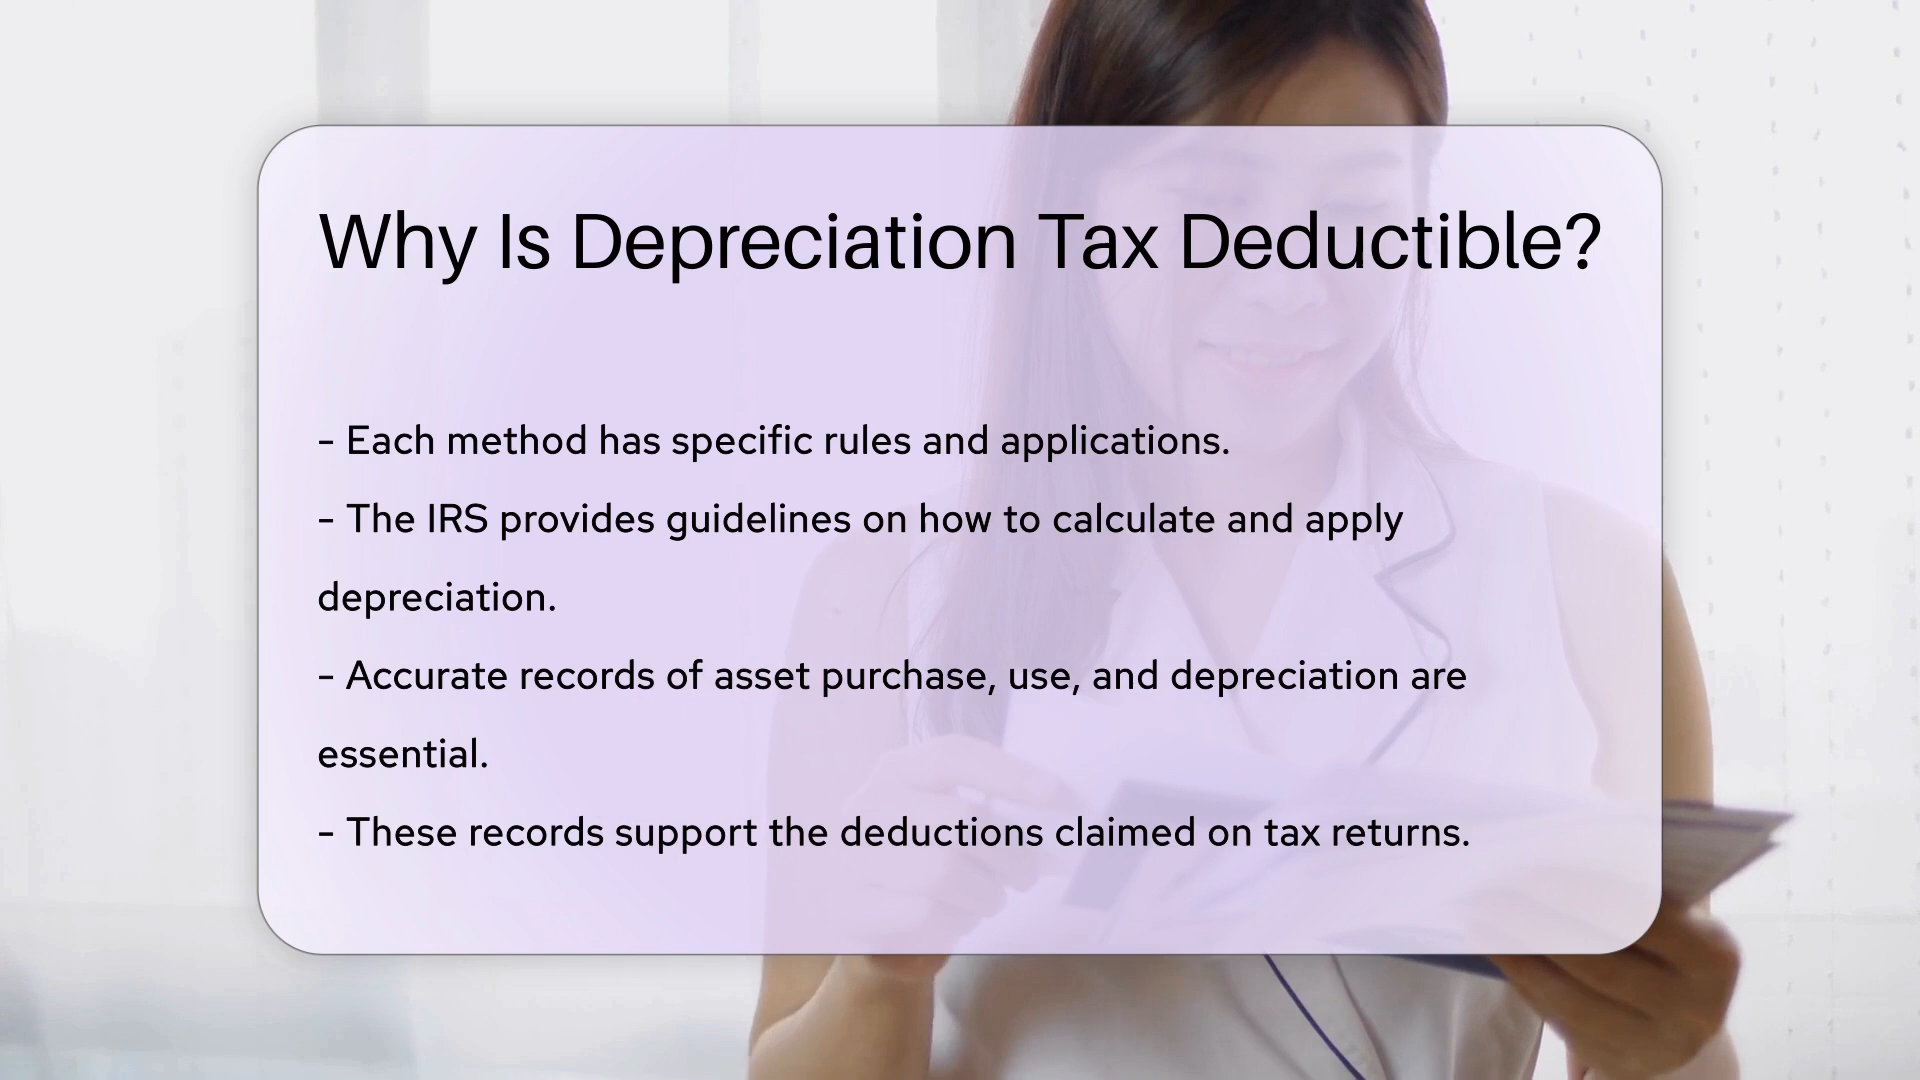 Why Is Depreciation Tax Deductible?
- Each method has specific rules and applications.
- The IRS provides guidelines on how to calculate and apply
depreciation.
- Accurate records of asset purchase, use, and depreciation are
essential.
- These records support the deductions claimed on tax returns.